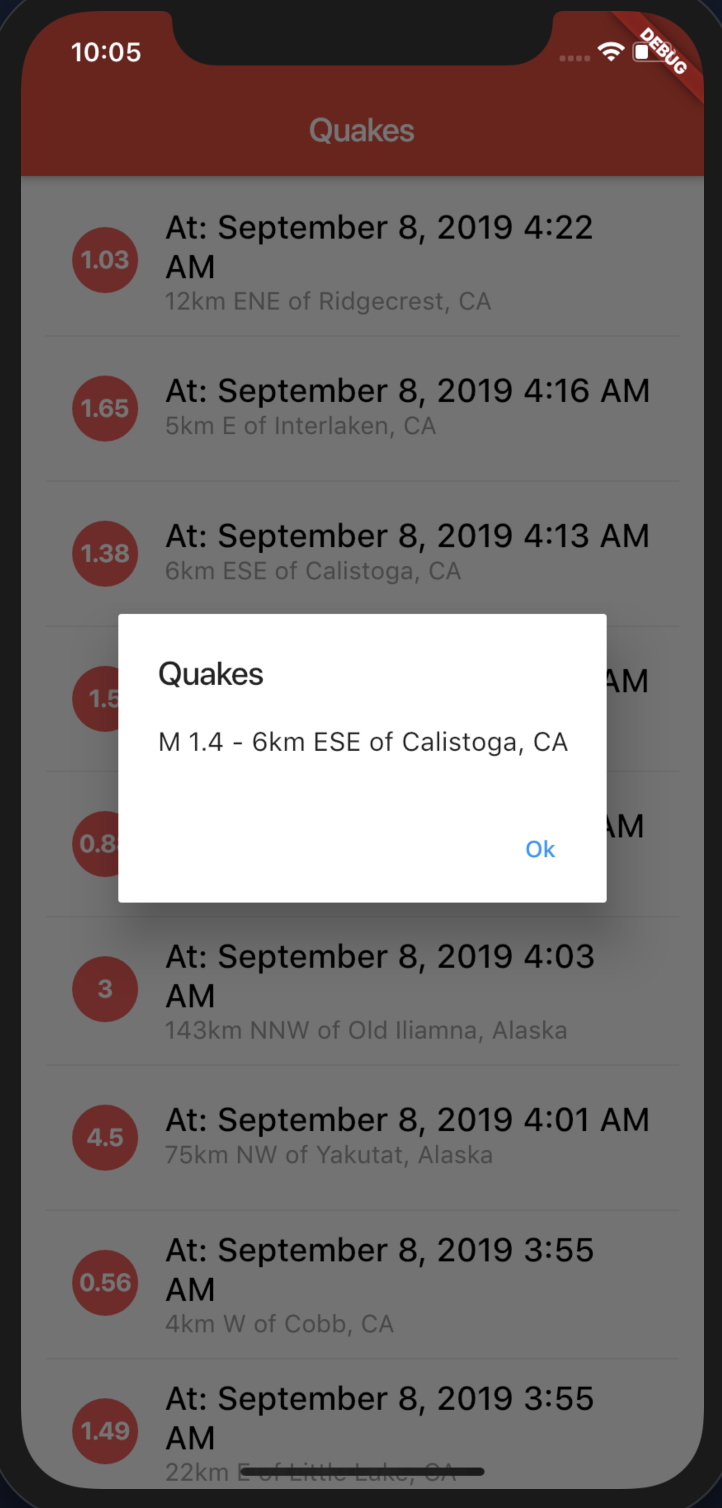 10:05
DEBUG
Quakes
1.03
At: September 8, 2019 4:22
AM
12km ENE of Ridgecrest, CA
1.65
At: September 8, 2019 4:16 AM
5km E of Interlaken, CA
1.38
At: September 8, 2019 4:13 AM
6km ESE of Calistoga, CA
1.5
AM
Quakes
M 1.4 - 6km ESE of Calistoga, CA
Ok
AM
3
At: September 8, 2019 4:03
AM
143km NNW of Old Iliamna, Alaska
4.5
At: September 8, 2019 4:01 AM
75km NW of Yakutat, Alaska
0.56
At: September 8, 2019 3:55
AM
4km W of Cobb, CA
1.49
At: September 8, 2019 3:55
AM
22km E of Little Lake, CA